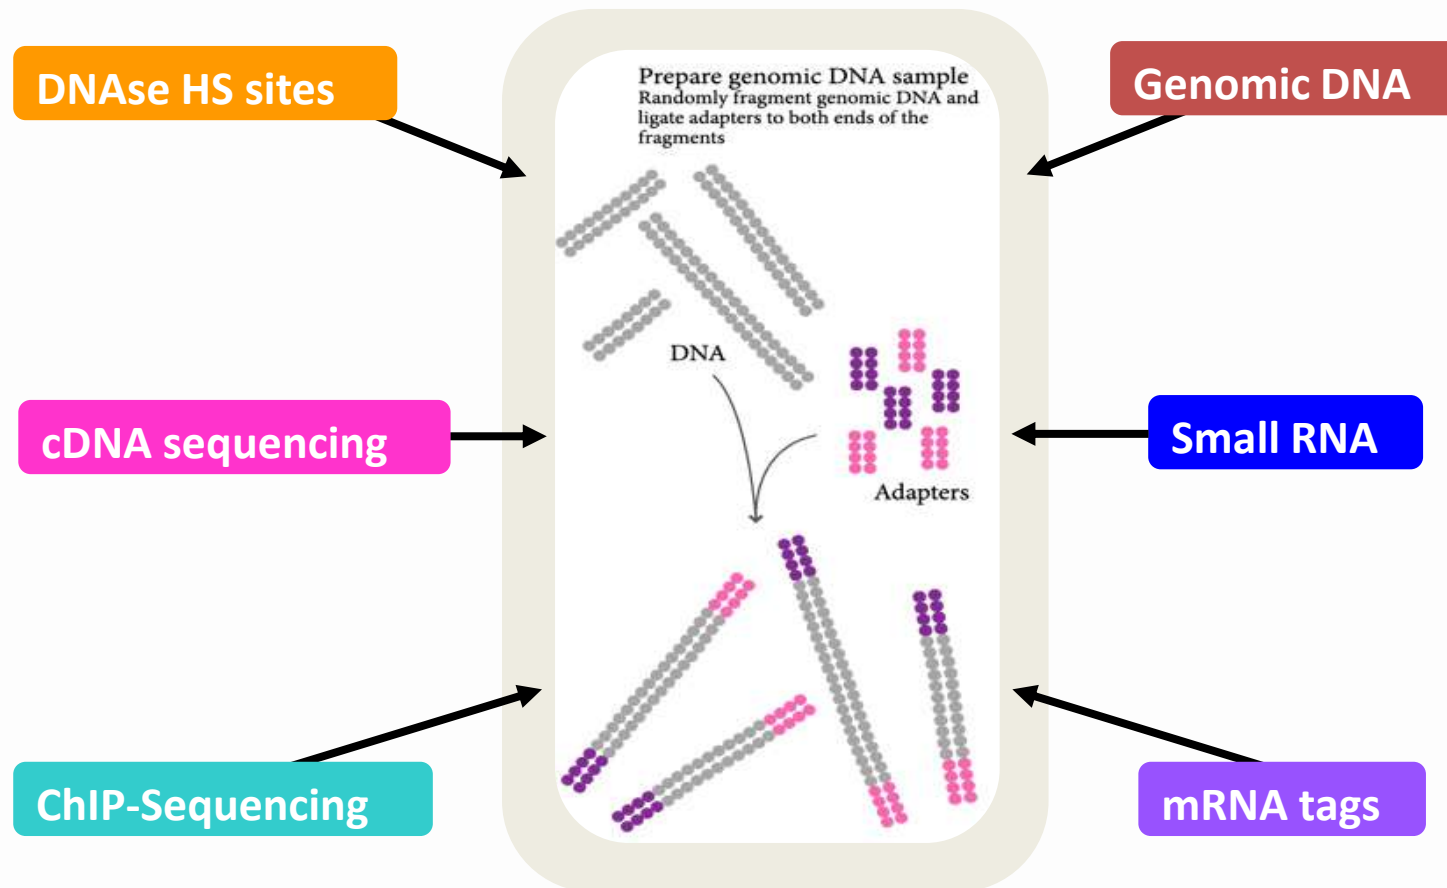 DNAse HS sites
Genomic DNA
Prepare genomic DNA sample
Randomly fragment genomic DNA and
ligate adapters to both ends of the
fragments
DNA
cDNA sequencing
Small RNA
Adapters
ChIP-Sequencing
mRNA tags